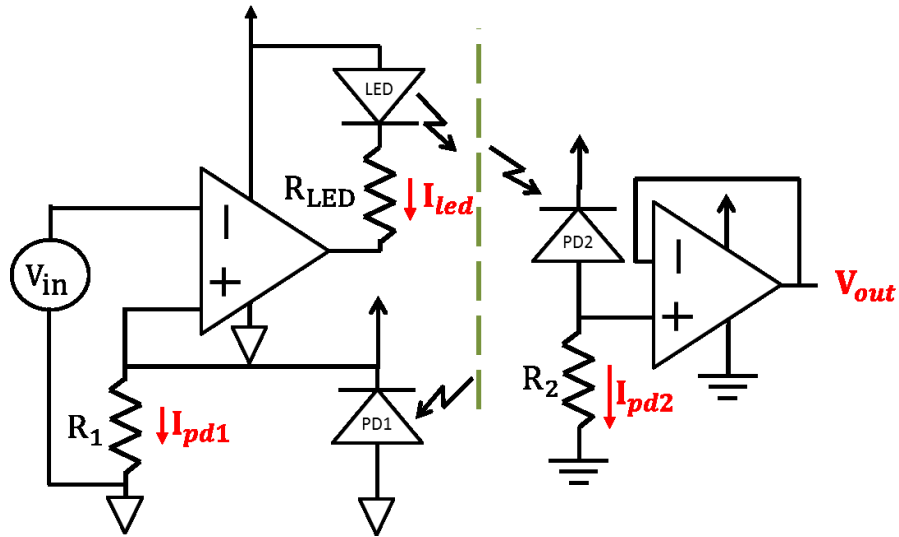 LED
R_LED
I_led
−
+
V_in
R_1
I_pd1
PD1
PD2
−
+
V_out
R_2
I_pd2